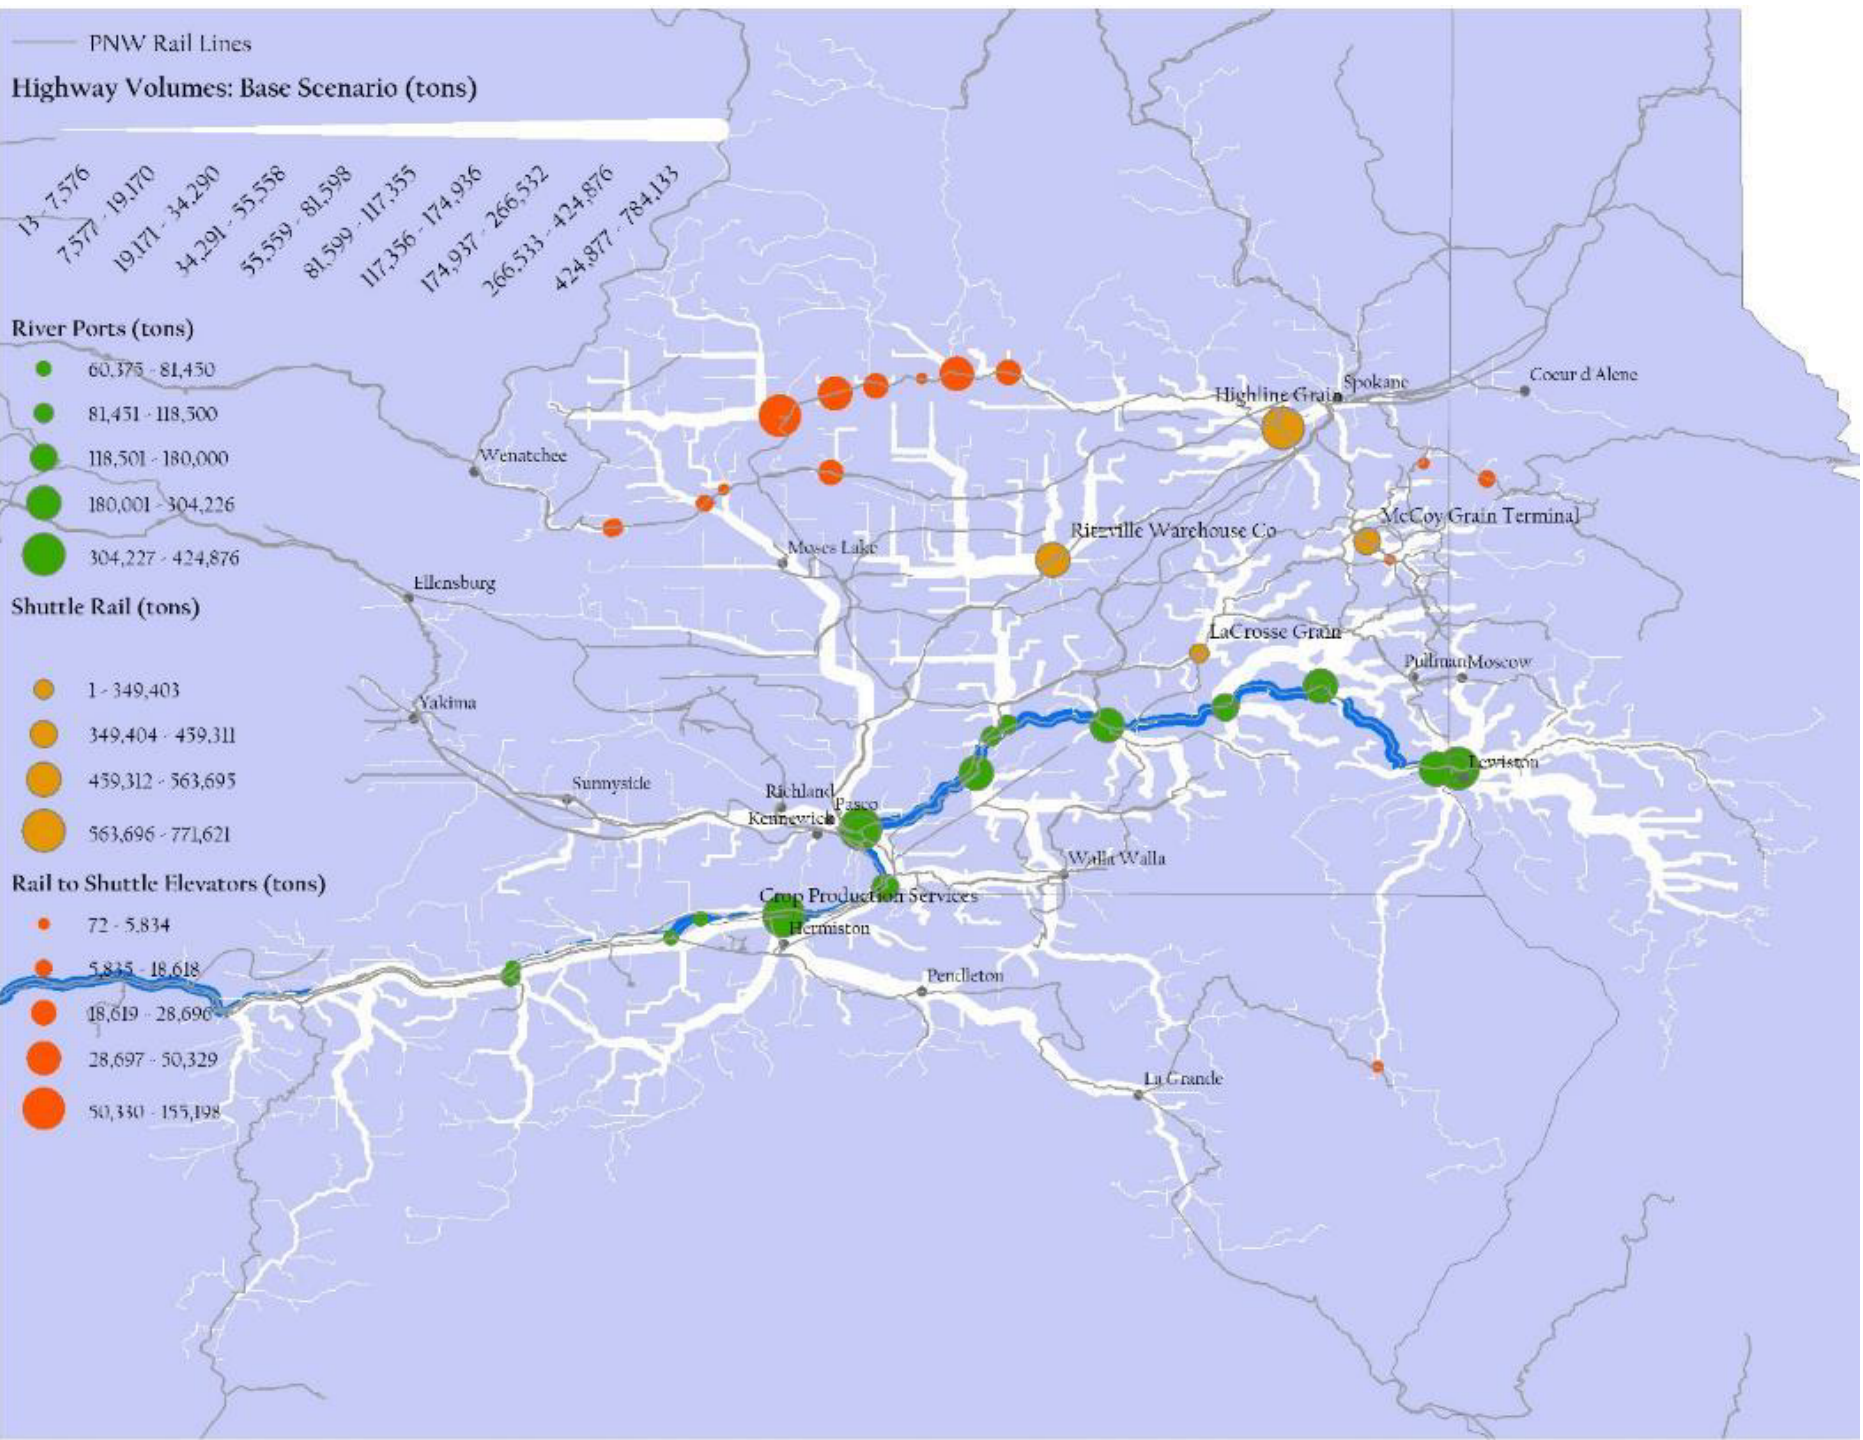 PNW Rail Lines
Highway Volumes: Base Scenario (tons)
13 - 7,576
7,577 - 19,170
19,171 - 34,290
34,291 - 55,558
55,559 - 81,598
81,599 - 117,355
117,356 - 174,936
174,937 - 266,532
266,533 - 424,876
424,877 - 784,133
River Ports (tons)
60,375 - 81,450
81,451 - 118,500
118,501 - 180,000
180,001 - 304,226
304,227 - 424,876
Shuttle Rail (tons)
1 - 349,403
349,404 - 459,311
459,312 - 563,695
563,696 - 771,621
Rail to Shuttle Elevators (tons)
72 - 5,834
5,835 - 18,618
18,619 - 28,696
28,697 - 50,329
50,330 - 155,198
Coeur d'Alene
Spokane
Highline Grain
Wenatchee
McCoy Grain Terminal
Ritzville Warehouse Co
Moses Lake
Ellensburg
LaCrosse Grain
Pullman
Moscow
Yakima
Lewiston
Sunnyside
Richland
Pasco
Kennewick
Walla Walla
Crop Production Services
Hermiston
Pendleton
La Grande